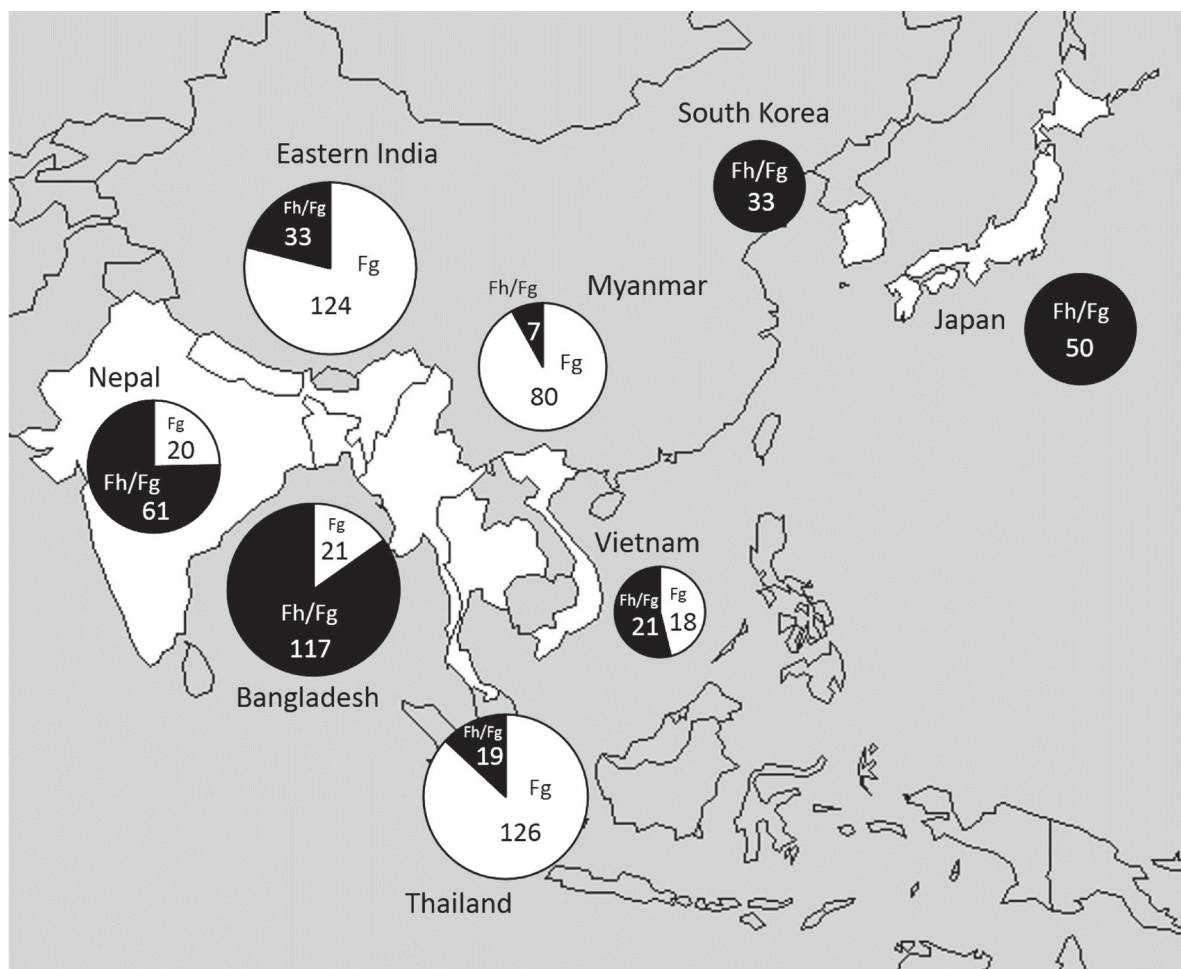 South Korea
Fh/Fg
33
Eastern India
Fh/Fg
33
Fg
124
Myanmar
Fh/Fg
7
Fg
80
Japan
Fh/Fg
50
Nepal
Fg
20
Fh/Fg
61
Fg
21
Fh/Fg
117
Bangladesh
Vietnam
Fh/Fg
21
Fg
18
Fh/Fg
19
Fg
126
Thailand